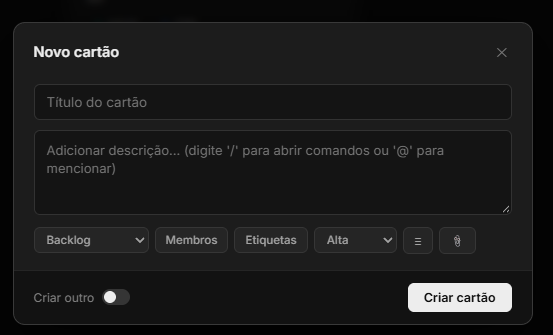 Novo cartão
Título do cartão
Adicionar descrição... (digite '/' para abrir comandos ou '@' para
mencionar)
Backlog Membros Etiquetas Alta
Criar outro Criar cartão